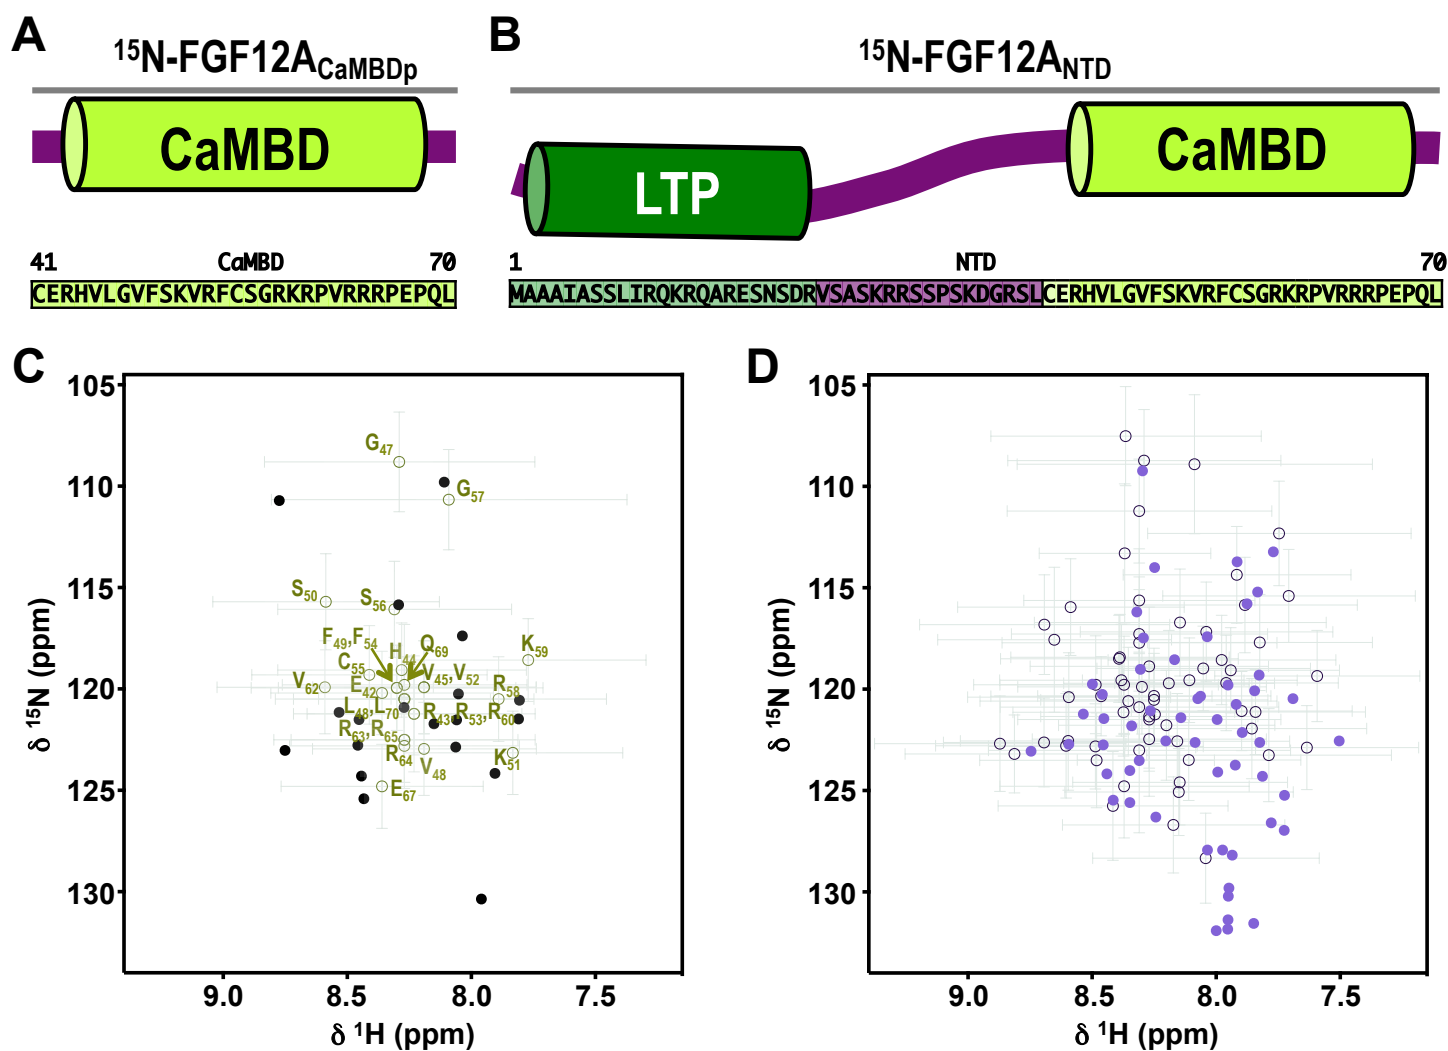 A
¹⁵N-FGF12A_CaMBDp
CaMBD
41 CaMBD 70
CERHVLGVFSKVRFCSGRKRPVRRRPEPQL
B
¹⁵N-FGF12A_NTD
LTP
CaMBD
1 NTD 70
MAAAIASSLIRQKRQARESNSDRVSASKRRSSPSKDGRSLCERHVLGVFSKVRFCSGRKRPVRRRPEPQL
C
105
110
115
120
125
130
δ ¹⁵N (ppm)
G₄₇
G₅₇
S₅₀
S₅₆
F₄₉,F₅₄
H₄₄
Q₆₉
K₅₉
C₅₅
V₄₅,V₅₂
V₆₂
E₄₂
R₅₈
L₄₈,L₇₀
R₄₃,R₅₃,R₆₀
R₆₃,R₆₅
R₆₄
V₄₈
K₅₁
E₆₇
9.0 8.5 8.0 7.5
δ ¹H (ppm)
D
105
110
115
120
125
130
δ ¹⁵N (ppm)
9.0 8.5 8.0 7.5
δ ¹H (ppm)